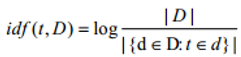 idf(t, D) = log |D| / |{d ∈ D: t ∈ d}|